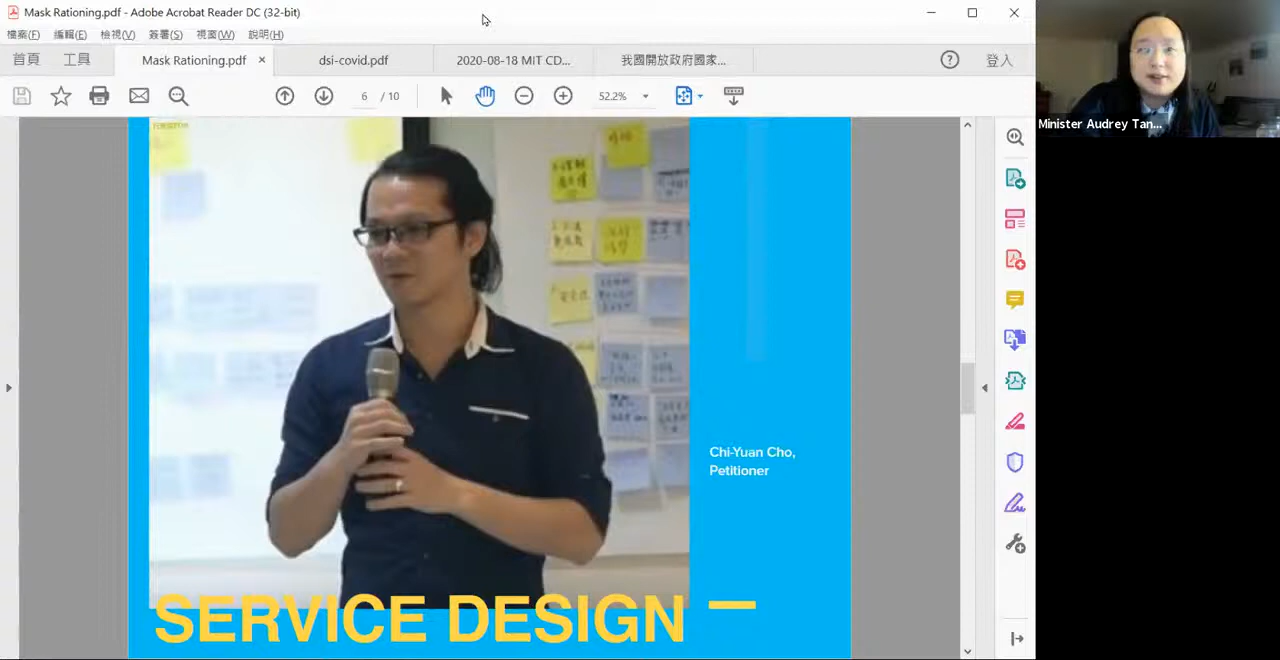 Mask Rationing.pdf - Adobe Acrobat Reader DC (32-bit)
檔案(F) 編輯(E) 檢視(V) 簽署(S) 視窗(W) 說明(H)
首頁 工具 Mask Rationing.pdf × dsi-covid.pdf 2020-08-18 MIT CD... 我國開放政府國家... 登入
6 / 10 52.2%
Minister Audrey Tan...
Chi-Yuan Cho,
Petitioner
SERVICE DESIGN